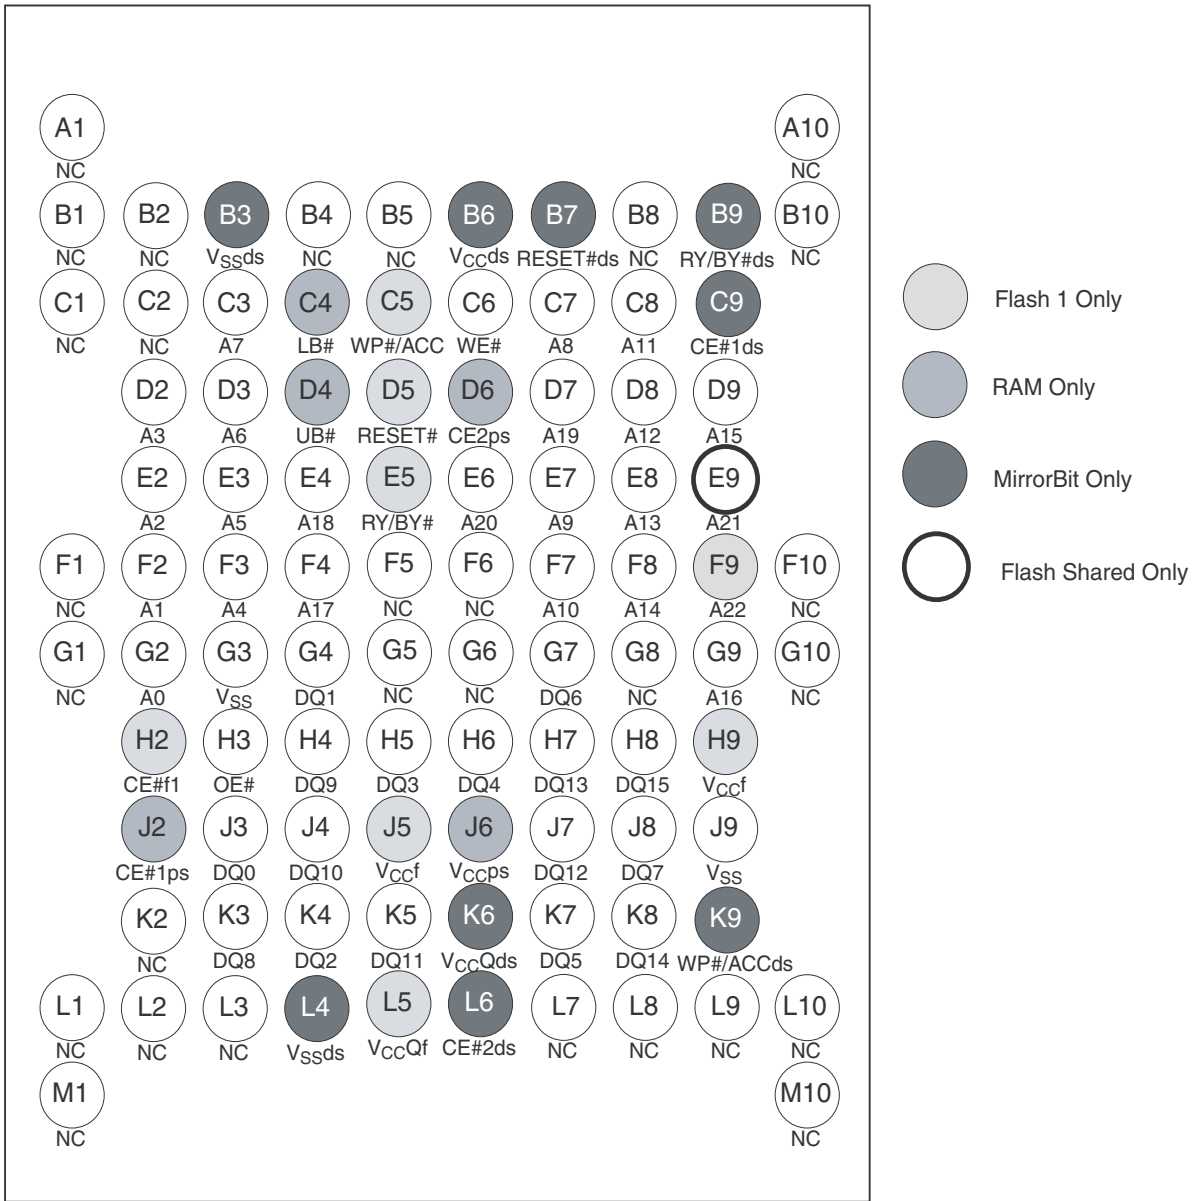 A1 A10
NC NC
B1 B2 B3 B4 B5 B6 B7 B8 B9 B10
NC NC VSSds NC NC VCCds RESET#ds NC RY/BY#ds NC
C1 C2 C3 C4 C5 C6 C7 C8 C9
NC NC A7 LB# WP#/ACC WE# A8 A11 CE#1ds
Flash 1 Only
D2 D3 D4 D5 D6 D7 D8 D9
RAM Only
A3 A6 UB# RESET# CE2ps A19 A12 A15
E2 E3 E4 E5 E6 E7 E8 E9
MirrorBit Only
A2 A5 A18 RY/BY# A20 A9 A13 A21
F1 F2 F3 F4 F5 F6 F7 F8 F9 F10
Flash Shared Only
NC A1 A4 A17 NC NC A10 A14 A22 NC
G1 G2 G3 G4 G5 G6 G7 G8 G9 G10
NC A0 VSS DQ1 NC NC DQ6 NC A16 NC
H2 H3 H4 H5 H6 H7 H8 H9
CE#f1 OE# DQ9 DQ3 DQ4 DQ13 DQ15 VCCf
J2 J3 J4 J5 J6 J7 J8 J9
CE#1ps DQ0 DQ10 VCCf VCCps DQ12 DQ7 VSS
K2 K3 K4 K5 K6 K7 K8 K9
NC DQ8 DQ2 DQ11 VCCQds DQ5 DQ14 WP#/ACCds
L1 L2 L3 L4 L5 L6 L7 L8 L9 L10
NC NC NC VSSds VCCQf CE#2ds NC NC NC NC
M1 M10
NC NC